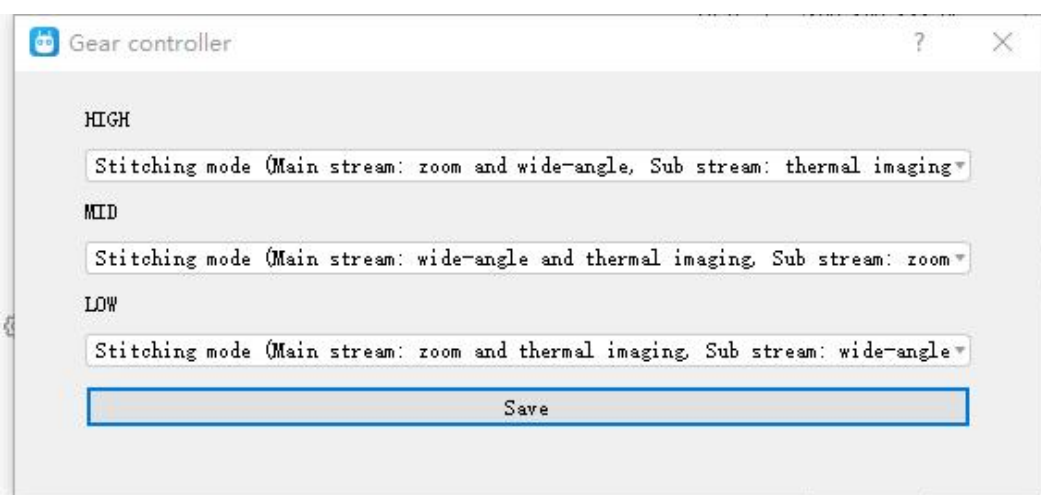 Gear controller
?
HIGH
Stitching mode (Main stream: zoom and wide-angle, Sub stream: thermal imaging
MID
Stitching mode (Main stream: wide-angle and thermal imaging, Sub stream: zoom
LOW
Stitching mode (Main stream: zoom and thermal imaging, Sub stream: wide-angle
Save